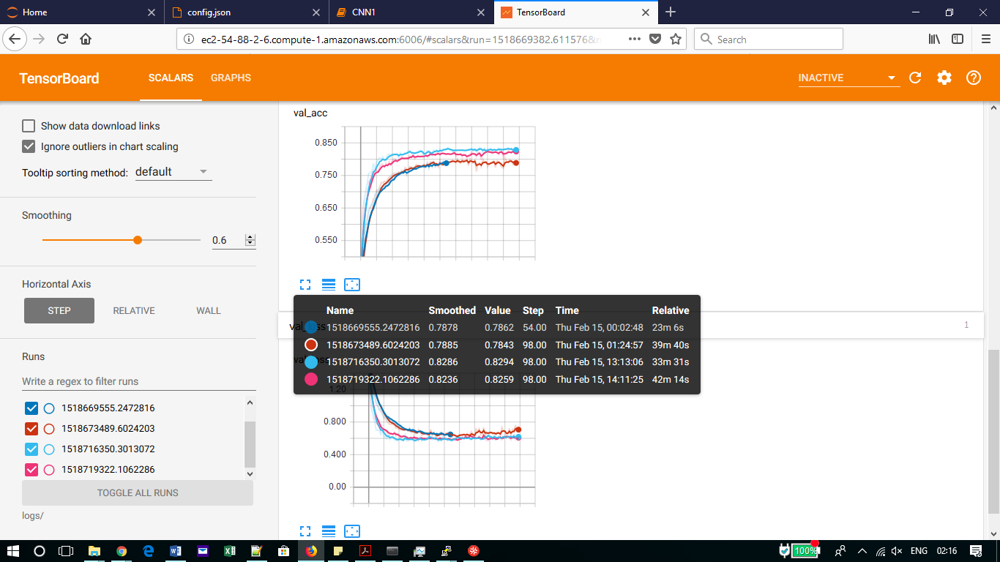 Home
config.json
CNN1
TensorBoard
ec2-54-88-2-6.compute-1.amazonaws.com:6006/#scalars&run=1518669382.611576&
Search
TensorBoard
SCALARS
GRAPHS
INACTIVE
Show data download links
Ignore outliers in chart scaling
Tooltip sorting method: default
Smoothing
0.6
Horizontal Axis
STEP
RELATIVE
WALL
Runs
Write a regex to filter runs
1518669555.2472816
1518673489.6024203
1518716350.3013072
1518719322.1062286
TOGGLE ALL RUNS
logs/
val_acc
0.850
0.750
0.650
0.550
val_loss
1
Name Smoothed Value Step Time Relative
1518669555.2472816 0.7878 0.7862 54.00 Thu Feb 15, 00:02:48 23m 6s
1518673489.6024203 0.7885 0.7843 98.00 Thu Feb 15, 01:24:57 39m 40s
1518716350.3013072 0.8286 0.8294 98.00 Thu Feb 15, 13:13:06 33m 31s
1518719322.1062286 0.8236 0.8259 98.00 Thu Feb 15, 14:11:25 42m 14s
val_loss
1.20
0.800
0.400
0.00
100%
ENG
02:16